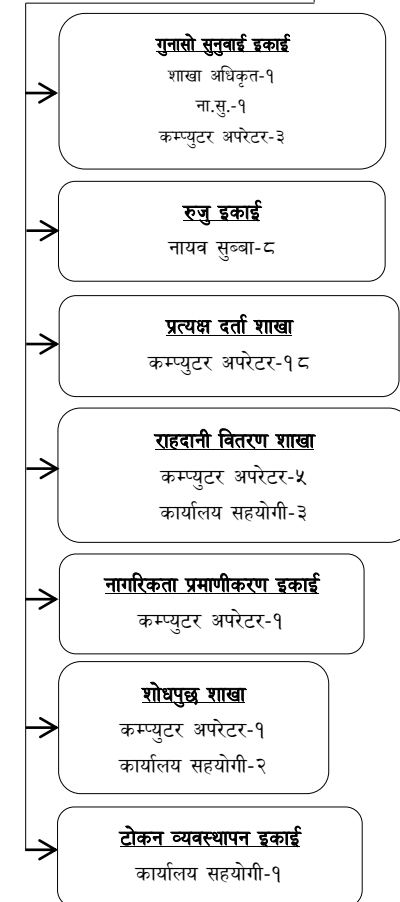 गुनासो सुनुवाई इकाई
शाखा अधिकृत-१
ना.सु.-१
कम्प्युटर अपरेटर-३
रुजु इकाई
नायव सुब्बा-८
प्रत्यक्ष दर्ता शाखा
कम्प्युटर अपरेटर-१८
राहदानी वितरण शाखा
कम्प्युटर अपरेटर-५
कार्यालय सहयोगी-३
नागरिकता प्रमाणीकरण इकाई
कम्प्युटर अपरेटर-१
शोधपुछ शाखा
कम्प्युटर अपरेटर-१
कार्यालय सहयोगी-२
टोकन व्यवस्थापन इकाई
कार्यालय सहयोगी-१